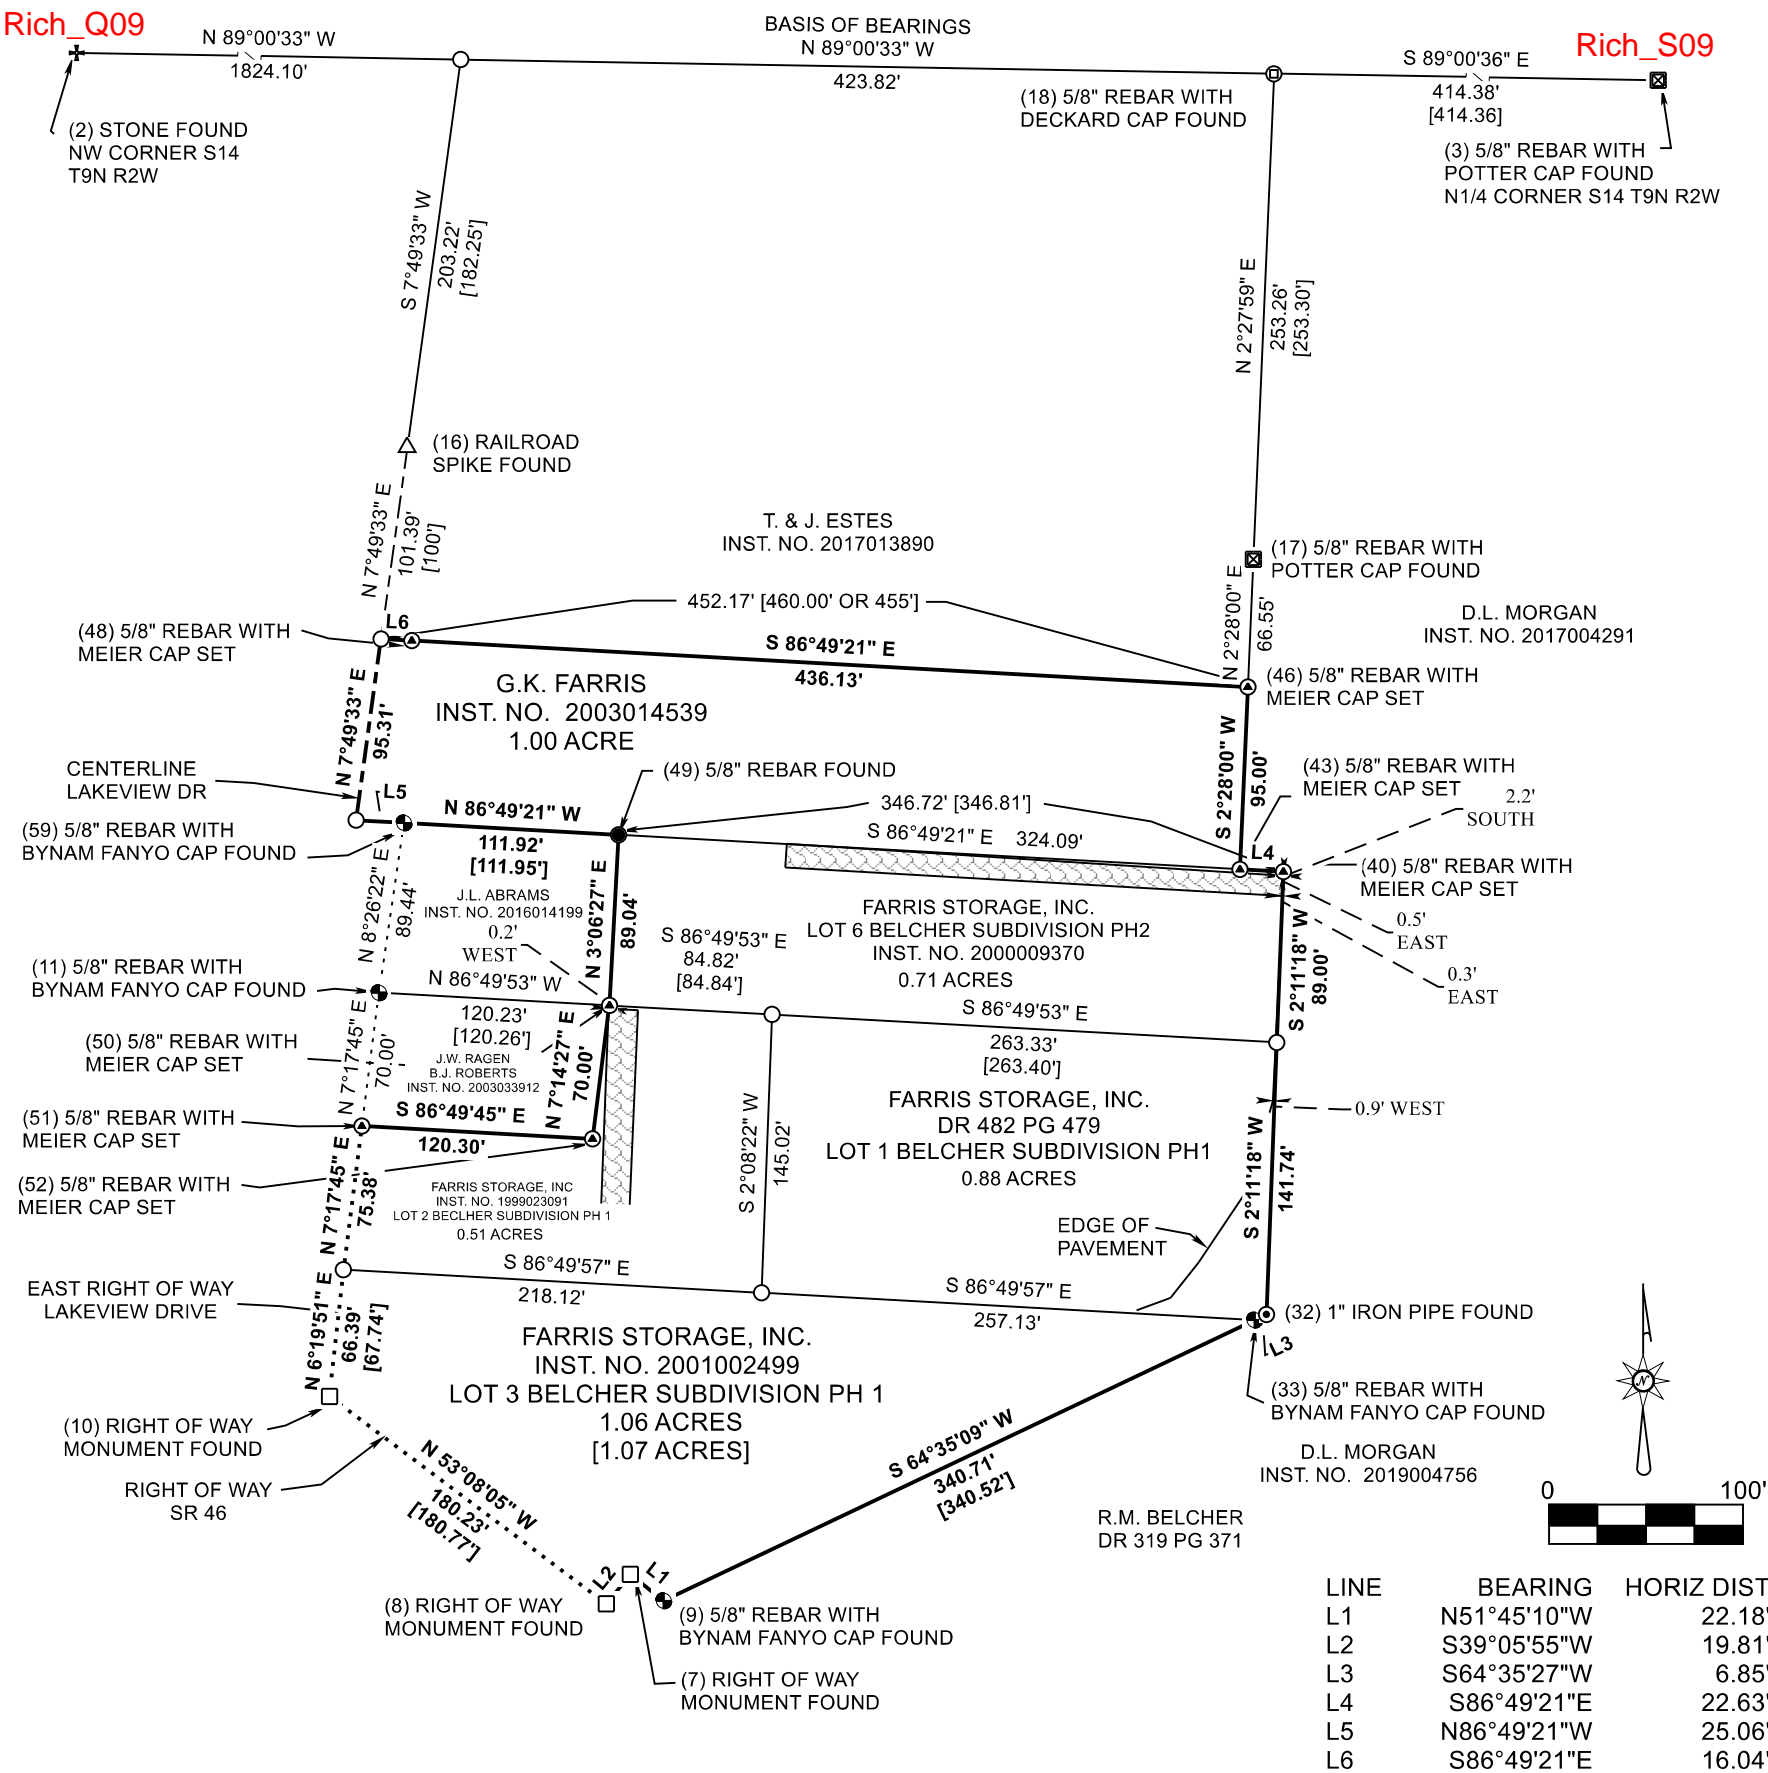 Rich_Q09
N 89°00'33" W
1824.10'
BASIS OF BEARINGS
N 89°00'33" W
423.82'
S 89°00'36" E
414.38'
[414.36]
Rich_S09
(2) STONE FOUND
NW CORNER S14
T9N R2W
(18) 5/8" REBAR WITH
DECKARD CAP FOUND
(3) 5/8" REBAR WITH
POTTER CAP FOUND
N1/4 CORNER S14 T9N R2W
S 7°49'33" W
203.22'
[182.25']
N 2°27'59" E
253.26'
[253.30']
(16) RAILROAD
SPIKE FOUND
N 7°49'33" E
101.39'
[100']
T. & J. ESTES
INST. NO. 2017013890
(17) 5/8" REBAR WITH
POTTER CAP FOUND
N 2°28'00" E
66.55'
452.17' [460.00' OR 455']
D.L. MORGAN
INST. NO. 2017004291
(48) 5/8" REBAR WITH
MEIER CAP SET
L6
S 86°49'21" E
436.13'
(46) 5/8" REBAR WITH
MEIER CAP SET
G.K. FARRIS
INST. NO. 2003014539
1.00 ACRE
N 7°49'33" E
95.31'
S 2°28'00" W
95.00'
CENTERLINE
LAKEVIEW DR
L5
(49) 5/8" REBAR FOUND
(43) 5/8" REBAR WITH
MEIER CAP SET
2.2'
SOUTH
N 86°49'21" W
111.92'
[111.95']
346.72' [346.81']
S 86°49'21" E 324.09'
L4
(59) 5/8" REBAR WITH
BYNAM FANYO CAP FOUND
(40) 5/8" REBAR WITH
MEIER CAP SET
N 8°26'22" E
89.44'
J.L. ABRAMS
INST. NO. 2016014199
0.2'
WEST
N 3°06'27" E
89.04'
S 86°49'53" E
84.82'
[84.84']
FARRIS STORAGE, INC.
LOT 6 BELCHER SUBDIVISION PH2
INST. NO. 2000009370
0.71 ACRES
0.5'
EAST
0.3'
EAST
S 2°11'18" W
89.00'
(11) 5/8" REBAR WITH
BYNAM FANYO CAP FOUND
N 86°49'53" W
120.23'
[120.26']
S 86°49'53" E
263.33'
[263.40']
(50) 5/8" REBAR WITH
MEIER CAP SET
N 7°17'45" E
70.00'
J.W. RAGEN
B.J. ROBERTS
INST. NO. 2003033912
N 7°14'27" E
70.00'
FARRIS STORAGE, INC.
DR 482 PG 479
LOT 1 BELCHER SUBDIVISION PH1
0.88 ACRES
0.9' WEST
(51) 5/8" REBAR WITH
MEIER CAP SET
S 86°49'45" E
120.30'
S 2°08'22" W
145.02'
S 2°11'18" W
141.74'
(52) 5/8" REBAR WITH
MEIER CAP SET
N 7°17'45" E
75.38'
FARRIS STORAGE, INC
INST. NO. 1999023091
LOT 2 BECLHER SUBDIVISION PH 1
0.51 ACRES
EDGE OF
PAVEMENT
S 86°49'57" E
218.12'
S 86°49'57" E
257.13'
EAST RIGHT OF WAY
LAKEVIEW DRIVE
N 6°19'51" E
66.39'
[67.74']
(32) 1" IRON PIPE FOUND
L3
FARRIS STORAGE, INC.
INST. NO. 2001002499
LOT 3 BELCHER SUBDIVISION PH 1
1.06 ACRES
[1.07 ACRES]
(33) 5/8" REBAR WITH
BYNAM FANYO CAP FOUND
N
(10) RIGHT OF WAY
MONUMENT FOUND
RIGHT OF WAY
SR 46
N 53°08'05" W
180.23'
[180.77']
S 64°35'09" W
340.71'
[340.52']
D.L. MORGAN
INST. NO. 2019004756
R.M. BELCHER
DR 319 PG 371
0 100'
L2
L1
(8) RIGHT OF WAY
MONUMENT FOUND
(9) 5/8" REBAR WITH
BYNAM FANYO CAP FOUND
(7) RIGHT OF WAY
MONUMENT FOUND
LINE BEARING HORIZ DIST
L1 N51°45'10"W 22.18'
L2 S39°05'55"W 19.81'
L3 S64°35'27"W 6.85'
L4 S86°49'21"E 22.63'
L5 N86°49'21"W 25.06'
L6 S86°49'21"E 16.04'